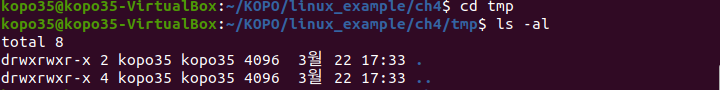 kopo35@kopo35-VirtualBox:~/KOPO/linux_example/ch4$ cd tmp
kopo35@kopo35-VirtualBox:~/KOPO/linux_example/ch4/tmp$ ls -al
total 8
drwxrwxr-x 2 kopo35 kopo35 4096  3월 22 17:33 .
drwxrwxr-x 4 kopo35 kopo35 4096  3월 22 17:33 ..